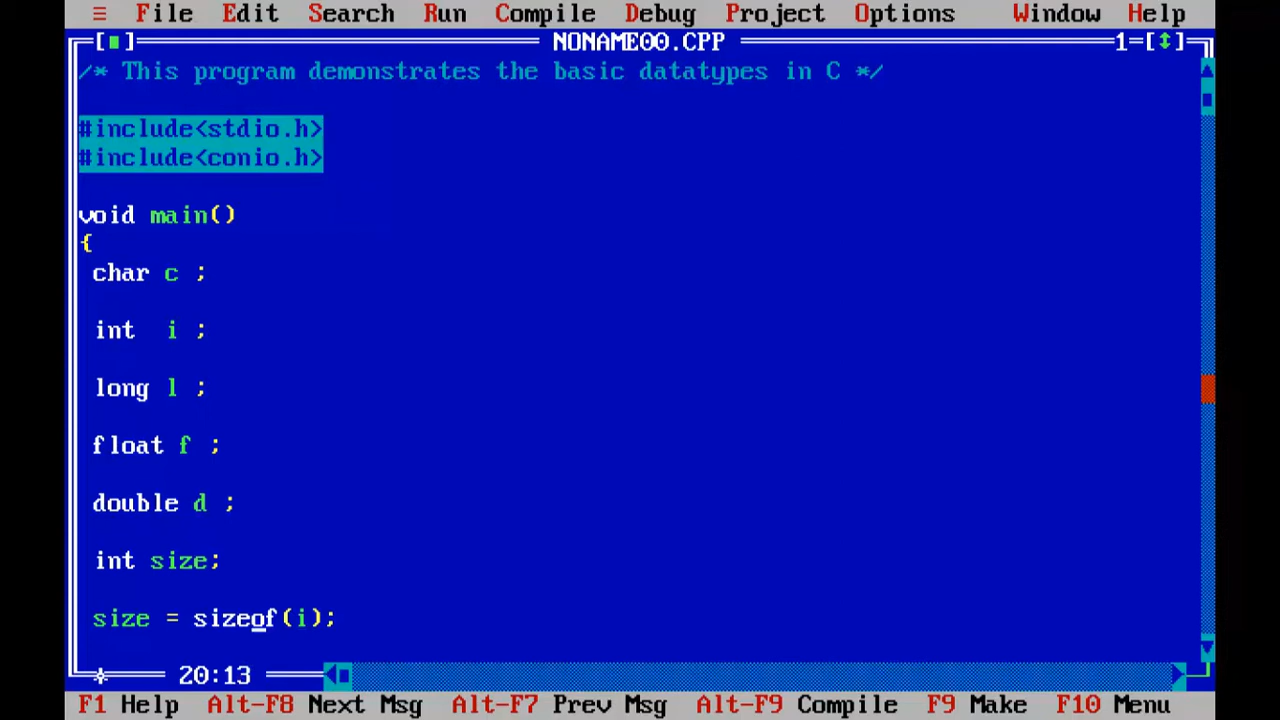 ≡ File Edit Search Run Compile Debug Project Options Window Help
[■] NONAME00.CPP 1=[↕]
/* This program demonstrates the basic datatypes in C */
#include<stdio.h>
#include<conio.h>
void main()
{
char c ;
int  i ;
long l ;
float f ;
double d ;
int size;
size = sizeof(i);
* 20:13
F1 Help Alt-F8 Next Msg Alt-F7 Prev Msg Alt-F9 Compile F9 Make F10 Menu